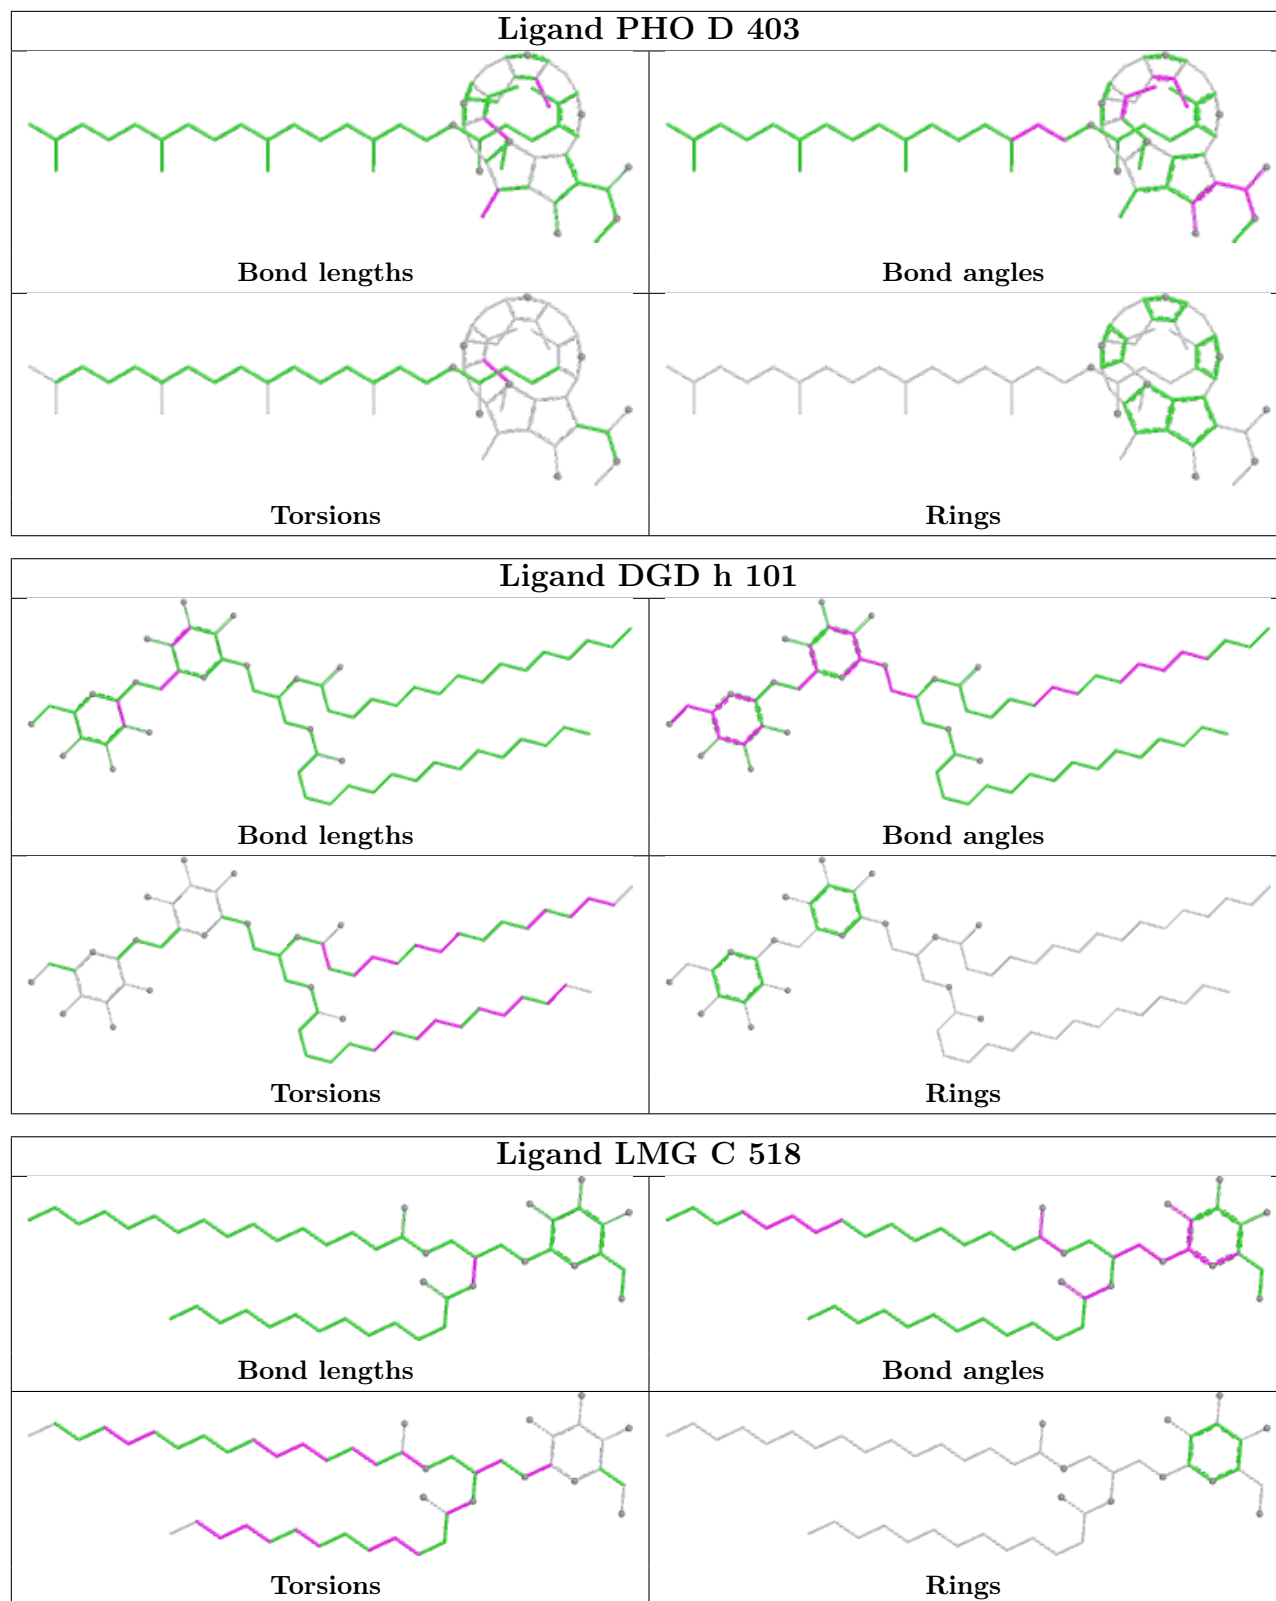 Ligand PHO D 403
Bond lengths
Bond angles
Torsions
Rings
Ligand DGD h 101
Bond lengths
Bond angles
Torsions
Rings
Ligand LMG C 518
Bond lengths
Bond angles
Torsions
Rings